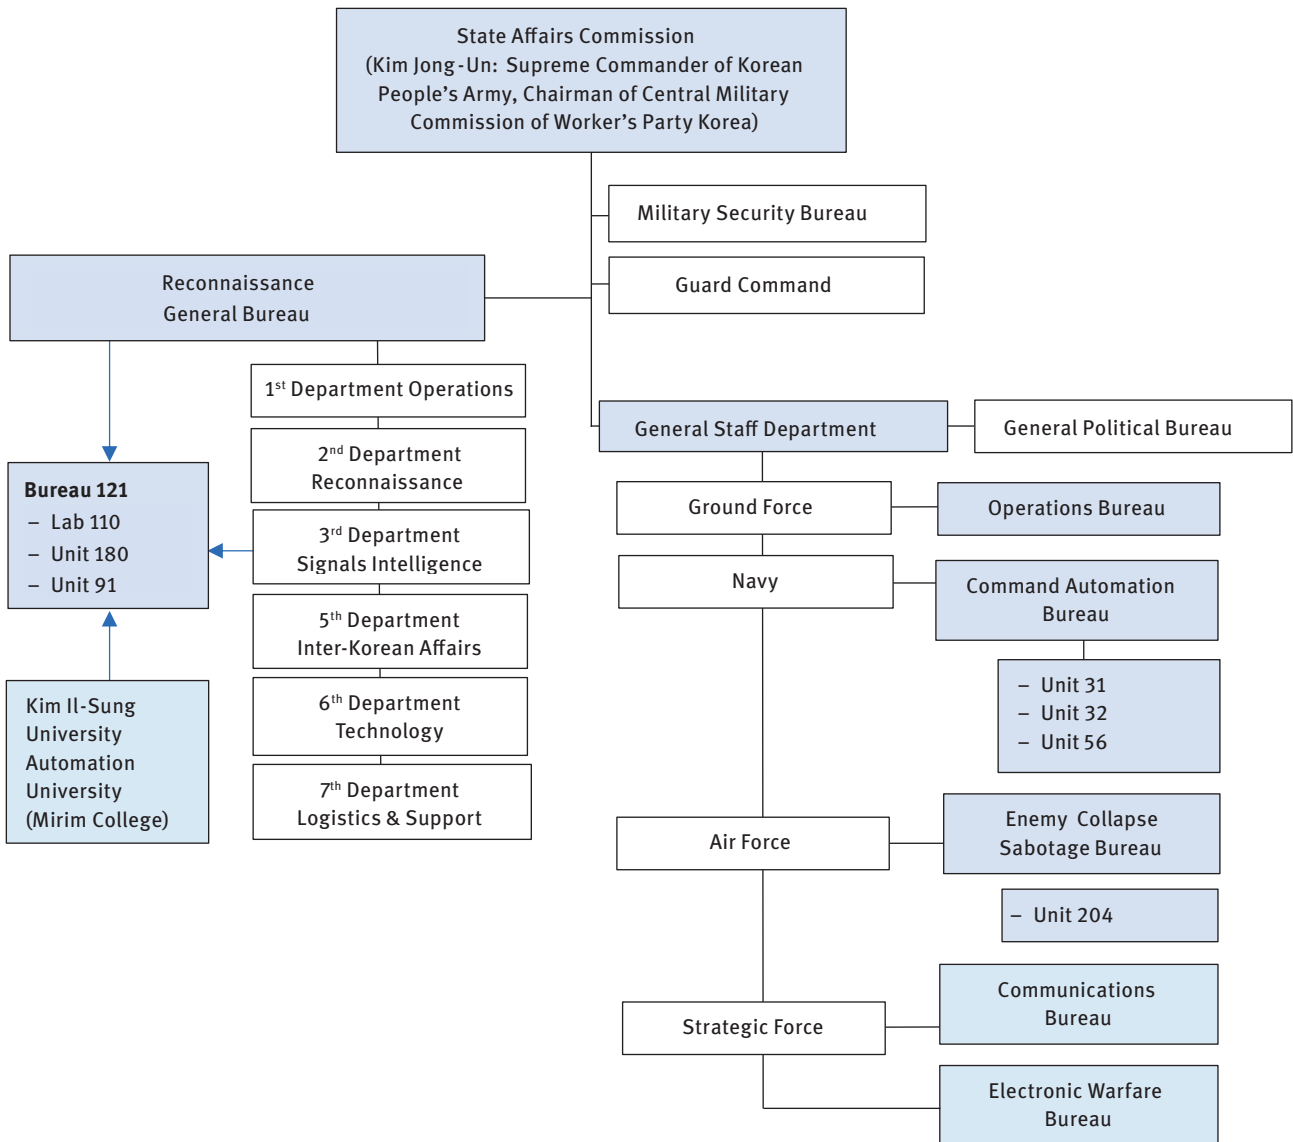 State Affairs Commission
(Kim Jong-Un: Supreme Commander of Korean
People's Army, Chairman of Central Military
Commission of Worker's Party Korea)
Military Security Bureau
Guard Command
Reconnaissance
General Bureau
1st Department Operations
2nd Department
Reconnaissance
3rd Department
Signals Intelligence
5th Department
Inter-Korean Affairs
6th Department
Technology
7th Department
Logistics & Support
Bureau 121
– Lab 110
– Unit 180
– Unit 91
Kim Il-Sung
University
Automation
University
(Mirim College)
General Staff Department
General Political Bureau
Ground Force
Operations Bureau
Navy
Command Automation
Bureau
– Unit 31
– Unit 32
– Unit 56
Air Force
Enemy Collapse
Sabotage Bureau
– Unit 204
Strategic Force
Communications
Bureau
Electronic Warfare
Bureau